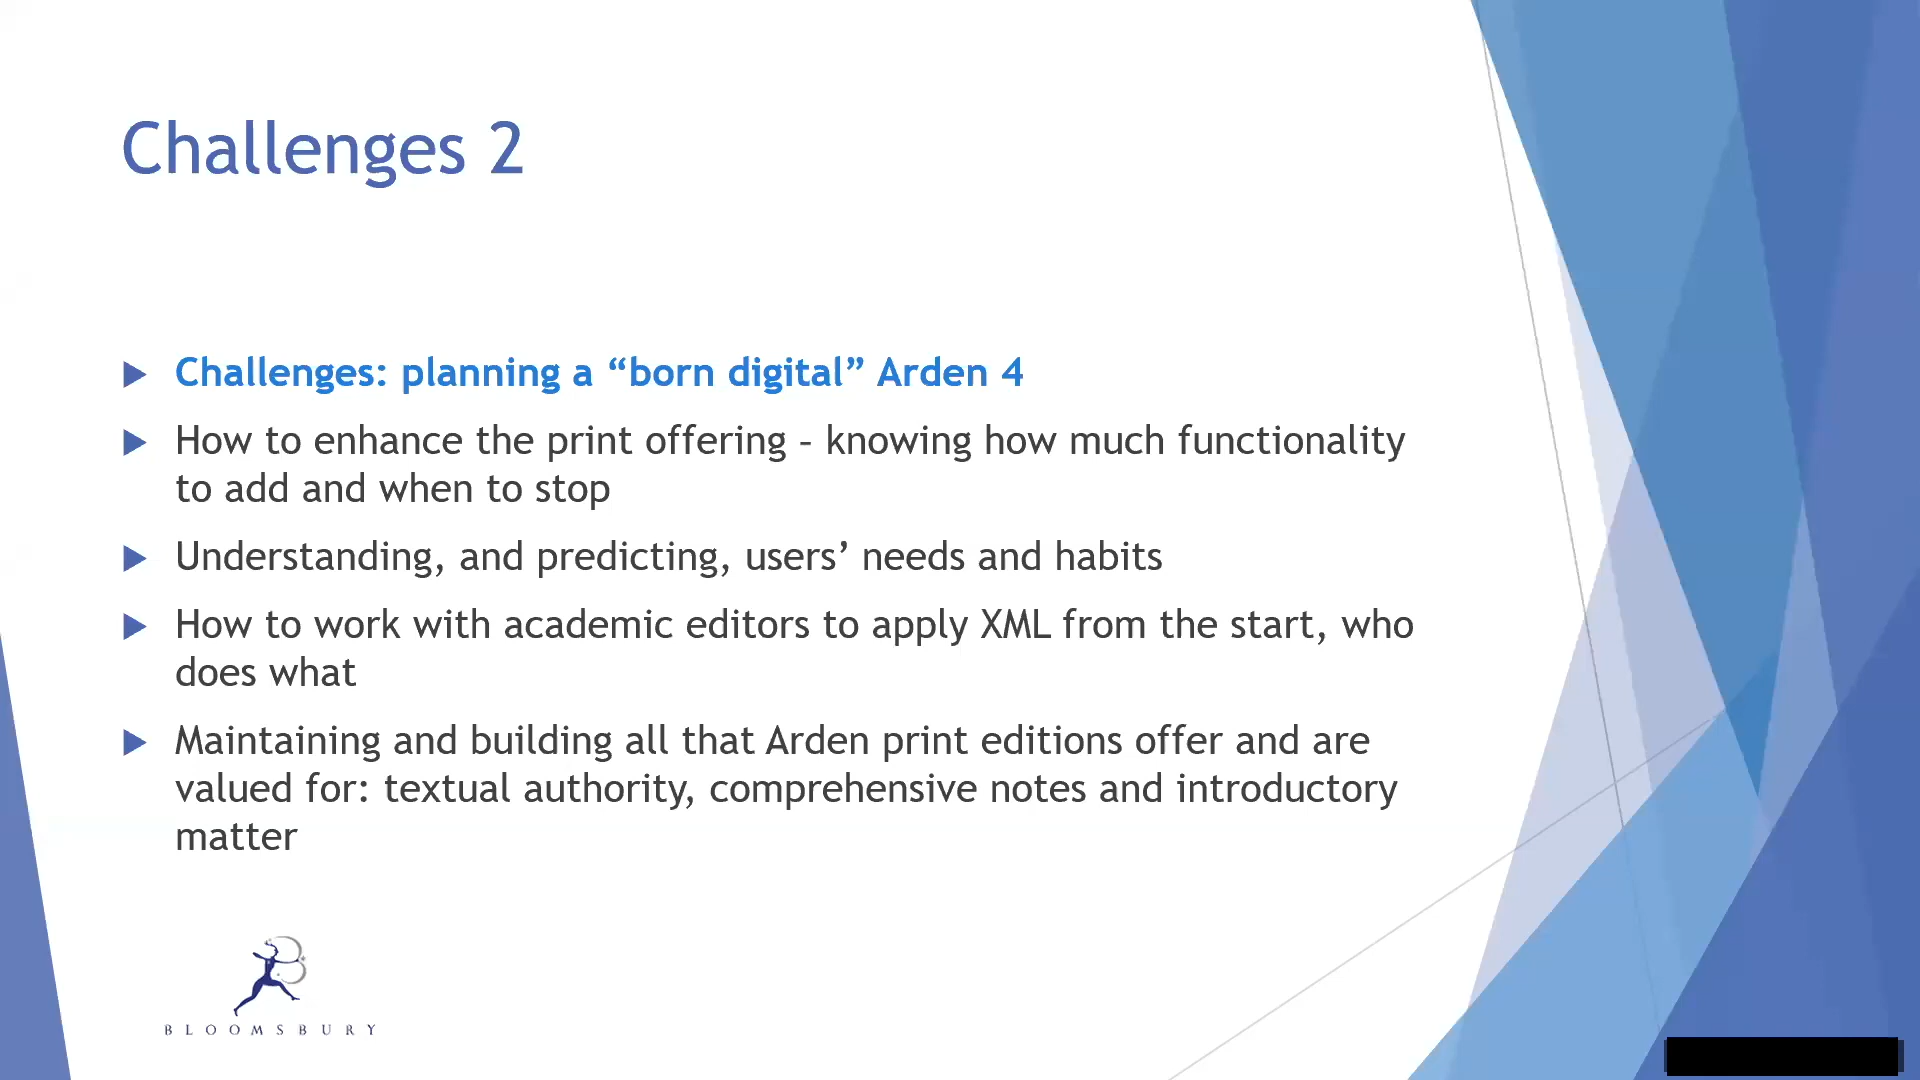 Challenges 2
Challenges: planning a “born digital” Arden 4
How to enhance the print offering – knowing how much functionality
to add and when to stop
Understanding, and predicting, users’ needs and habits
How to work with academic editors to apply XML from the start, who
does what
Maintaining and building all that Arden print editions offer and are
valued for: textual authority, comprehensive notes and introductory
matter
BLOOMSBURY